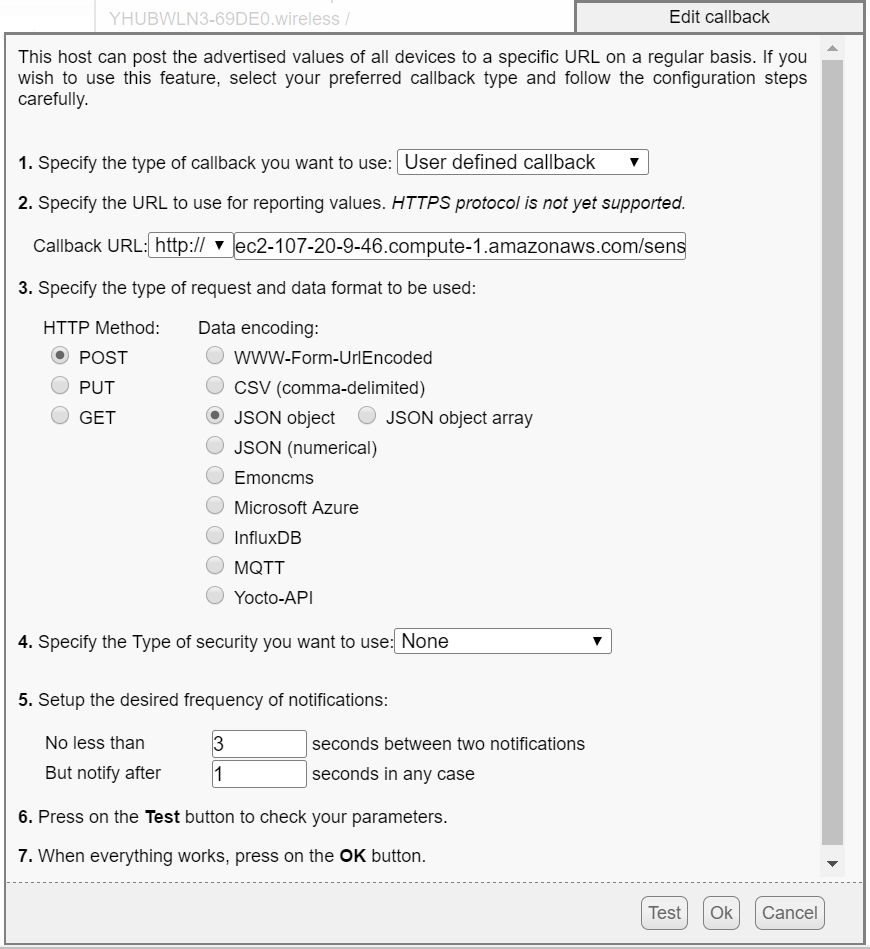 YHUBWLN3-69DE0.wireless /
Edit callback
This host can post the advertised values of all devices to a specific URL on a regular basis. If you
wish to use this feature, select your preferred callback type and follow the configuration steps
carefully.
1. Specify the type of callback you want to use: User defined callback
2. Specify the URL to use for reporting values. HTTPS protocol is not yet supported.
Callback URL: http:// ec2-107-20-9-46.compute-1.amazonaws.com/sens
3. Specify the type of request and data format to be used:
HTTP Method: Data encoding:
POST WWW-Form-UrlEncoded
PUT CSV (comma-delimited)
GET JSON object JSON object array
JSON (numerical)
Emoncms
Microsoft Azure
InfluxDB
MQTT
Yocto-API
4. Specify the Type of security you want to use: None
5. Setup the desired frequency of notifications:
No less than 3 seconds between two notifications
But notify after 1 seconds in any case
6. Press on the Test button to check your parameters.
7. When everything works, press on the OK button.
Test Ok Cancel